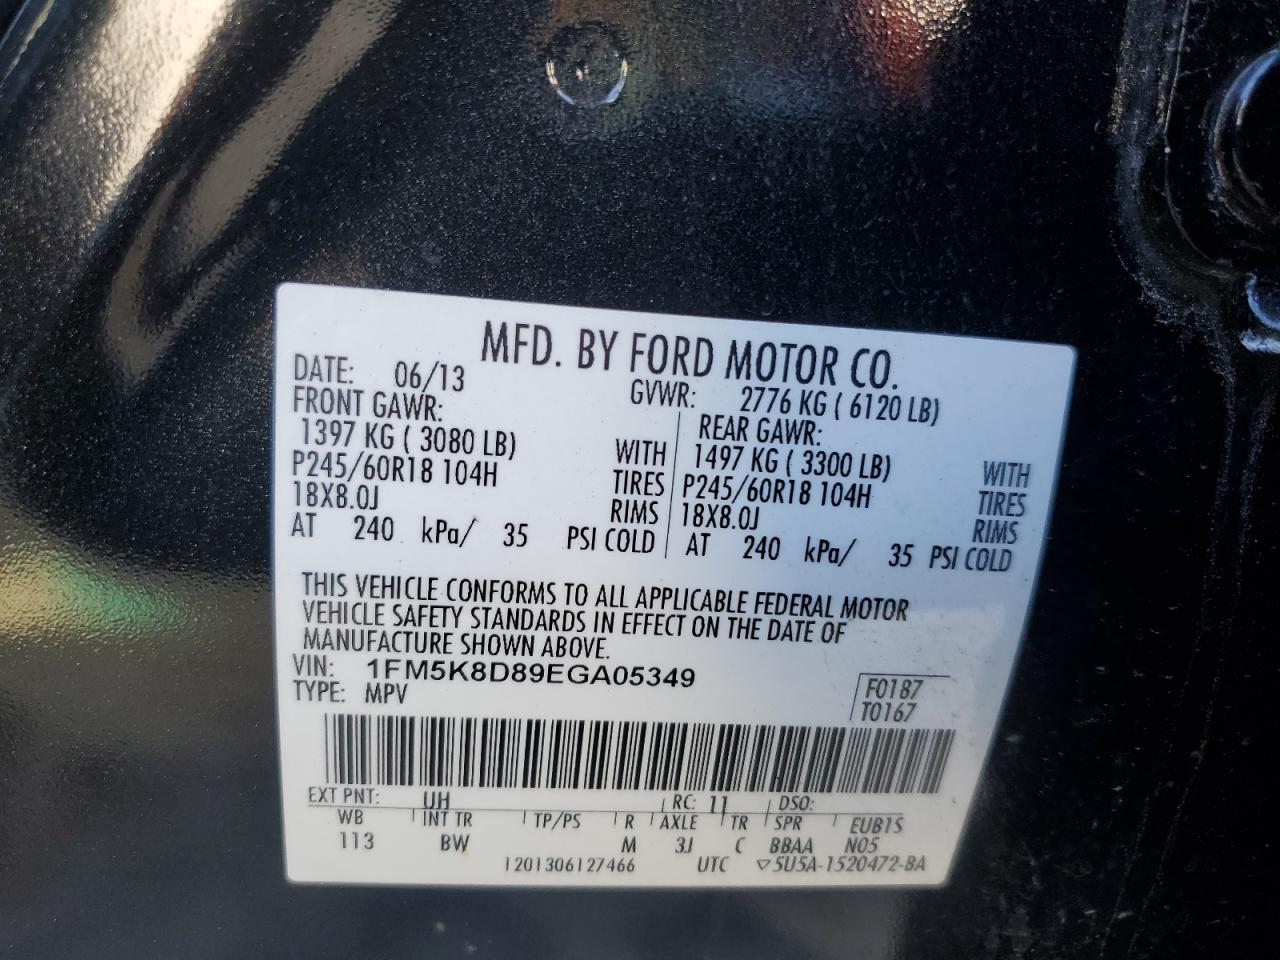 MFD. BY FORD MOTOR CO.
DATE: 06/13 GVWR: 2776 KG ( 6120 LB)
FRONT GAWR: REAR GAWR:
1397 KG ( 3080 LB) WITH 1497 KG ( 3300 LB) WITH
P245/60R18 104H TIRES P245/60R18 104H TIRES
18X8.0J RIMS 18X8.0J RIMS
AT 240 kPa/ 35 PSI COLD AT 240 kPa/ 35 PSI COLD
THIS VEHICLE CONFORMS TO ALL APPLICABLE FEDERAL MOTOR
VEHICLE SAFETY STANDARDS IN EFFECT ON THE DATE OF
MANUFACTURE SHOWN ABOVE.
VIN: 1FM5K8D89EGA05349 F0187
TYPE: MPV T0167
EXT PNT: UH RC: 11 DSO:
WB INT TR TP/PS R AXLE TR SPR EUB1S
113 BW M 3J C BBAA N05
1201306127466 UTC ▽5U5A-1520472-BA